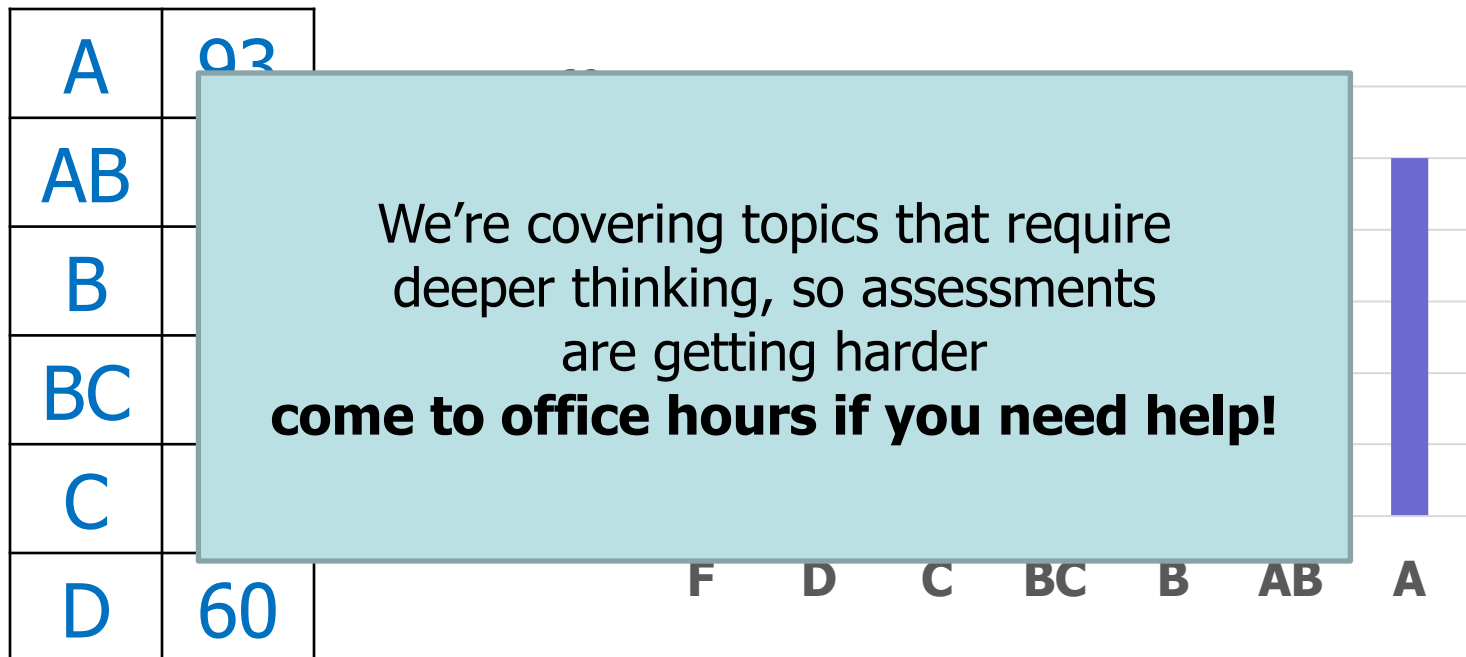 A 93
AB
B
BC
C
D 60
We’re covering topics that require
deeper thinking, so assessments
are getting harder
come to office hours if you need help!
F D C BC B AB A